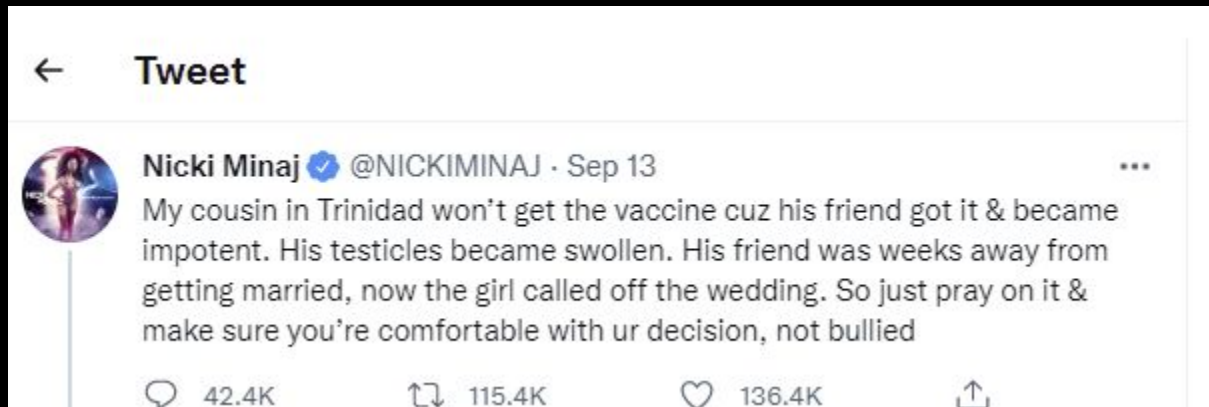 Tweet
Nicki Minaj @NICKIMINAJ · Sep 13
My cousin in Trinidad won't get the vaccine cuz his friend got it & became
impotent. His testicles became swollen. His friend was weeks away from
getting married, now the girl called off the wedding. So just pray on it &
make sure you're comfortable with ur decision, not bullied
42.4K 115.4K 136.4K